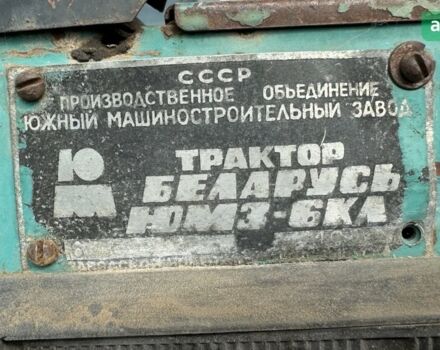 СССР
ПРОИЗВОДСТВЕННОЕ ОБЪЕДИНЕНИЕ
ЮЖНЫЙ МАШИНОСТРОИТЕЛЬНЫЙ ЗАВОД
Ю
М
ТРАКТОР
БЕЛАРУСЬ
ЮМЗ-6КЛ